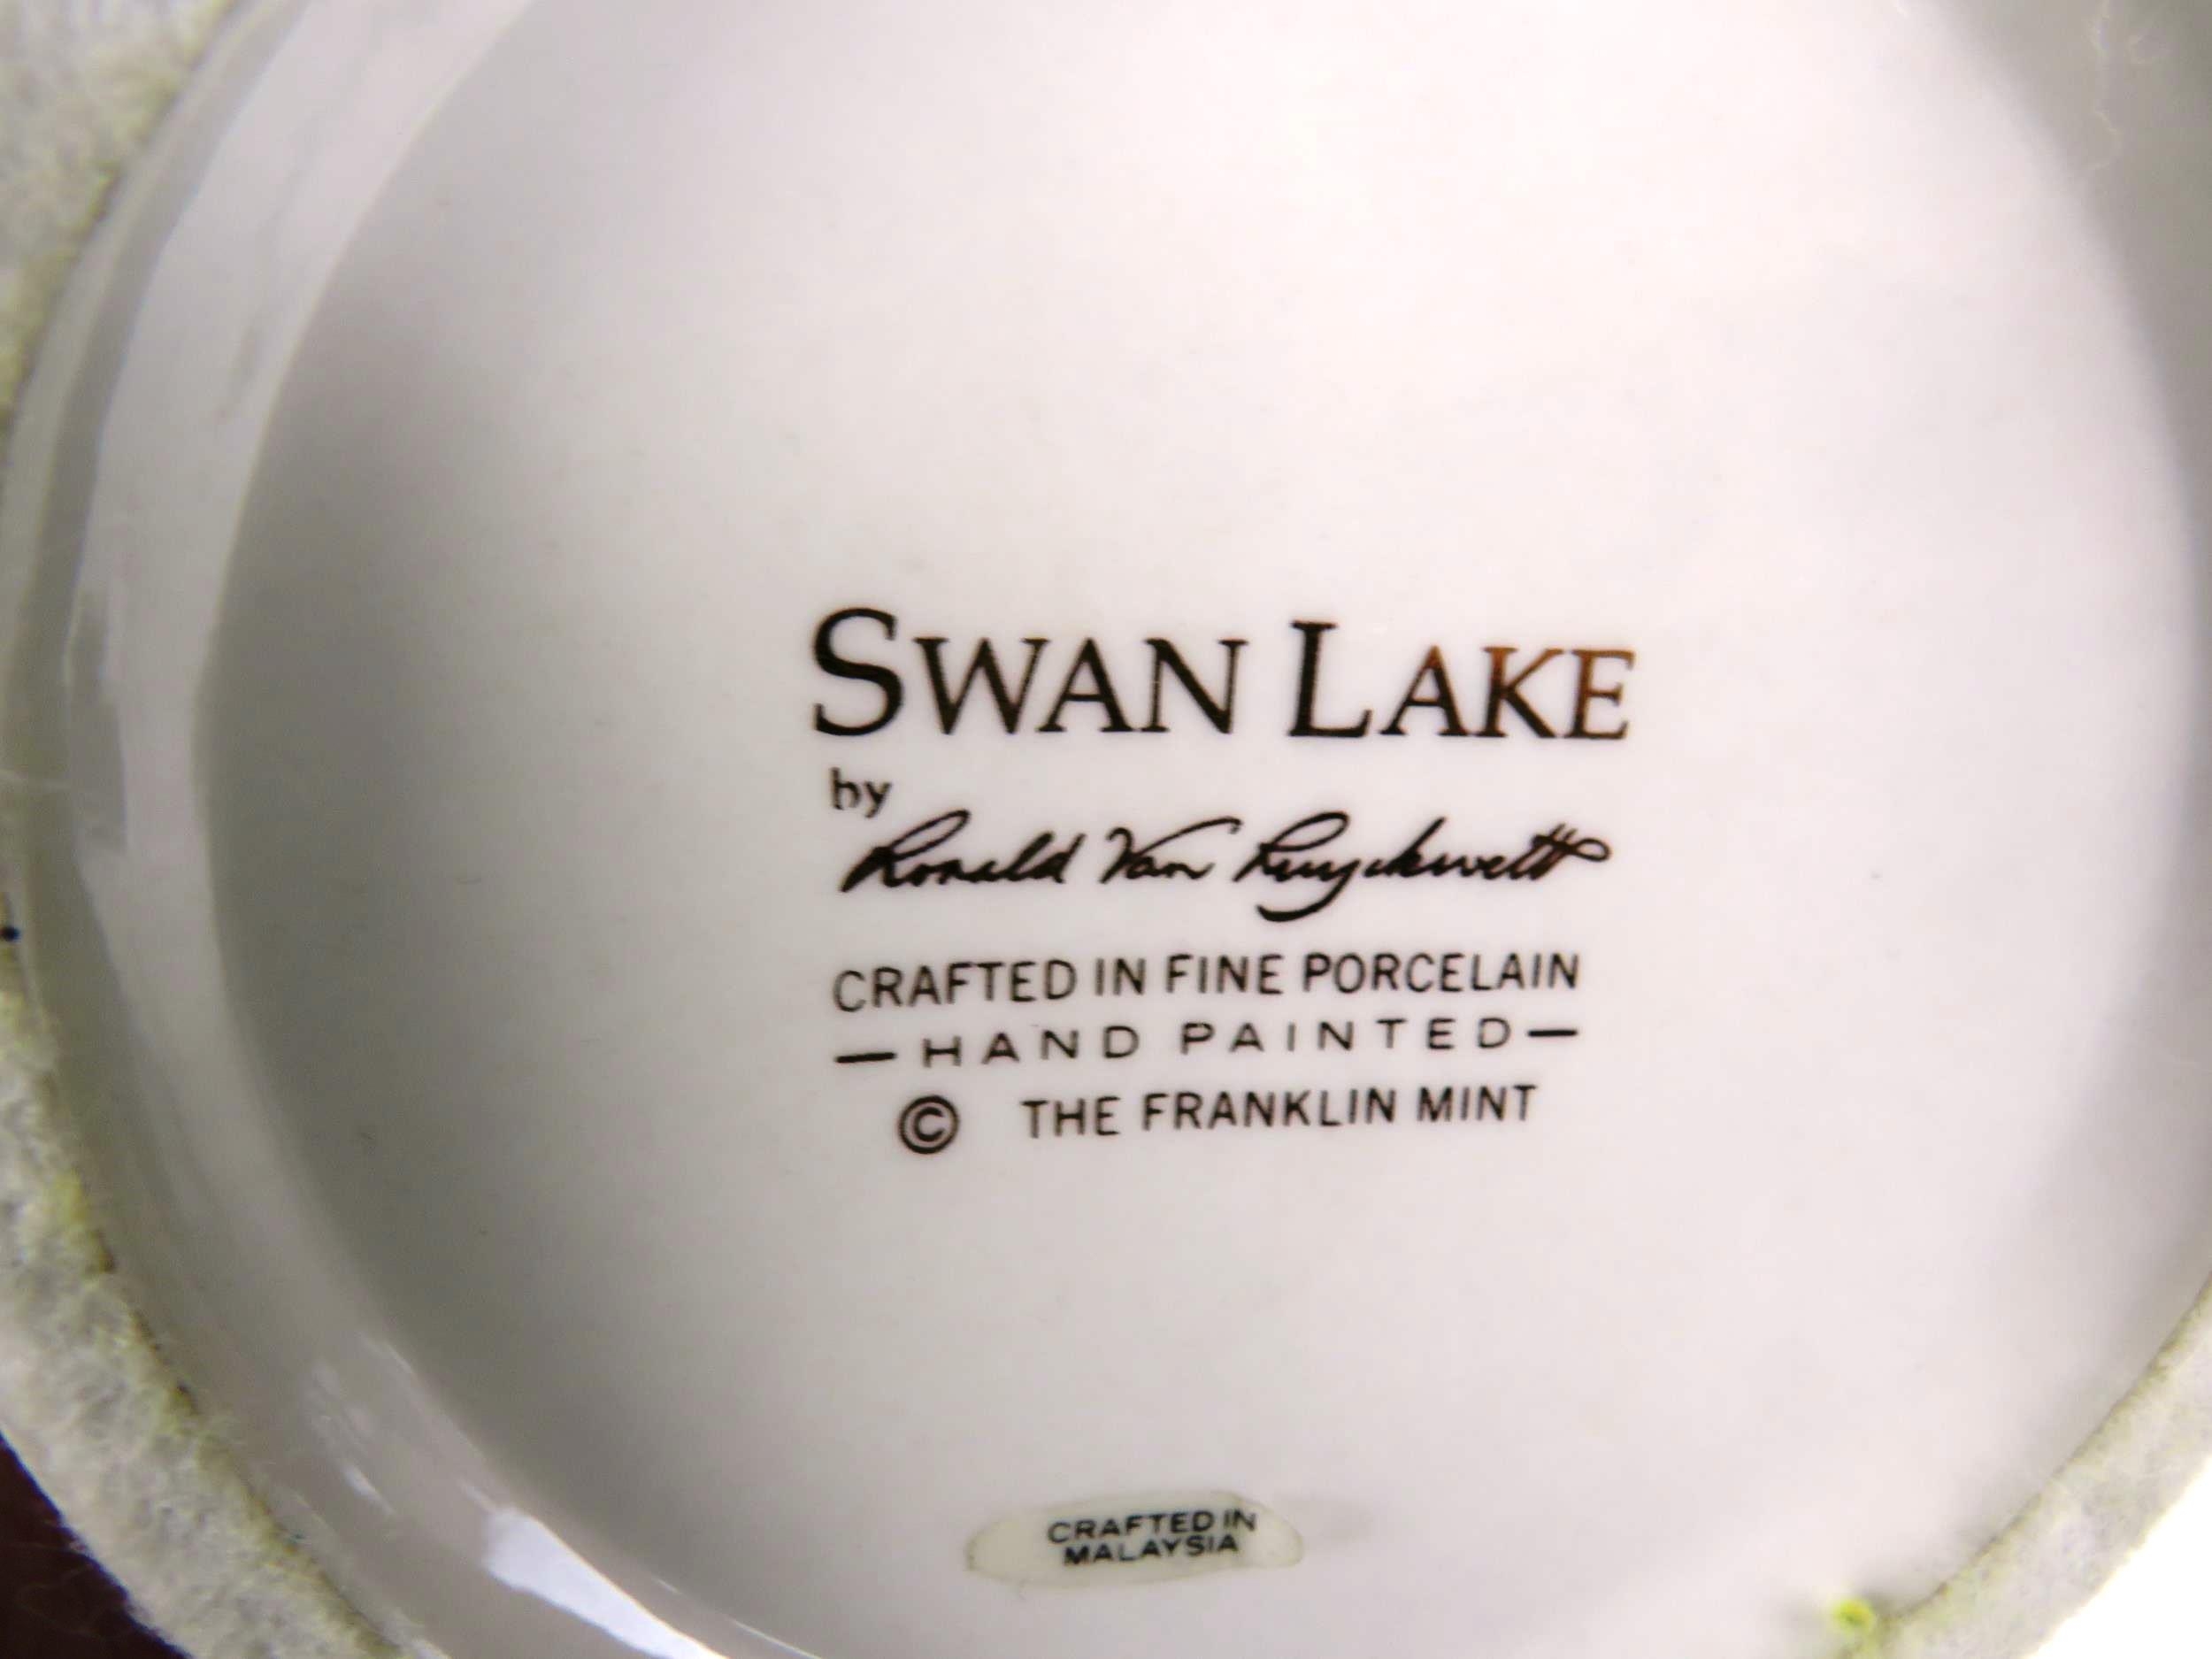 SWAN LAKE
by
Ronald Van Ruyckevelt
CRAFTED IN FINE PORCELAIN
— HAND PAINTED —
© THE FRANKLIN MINT
CRAFTED IN
MALAYSIA